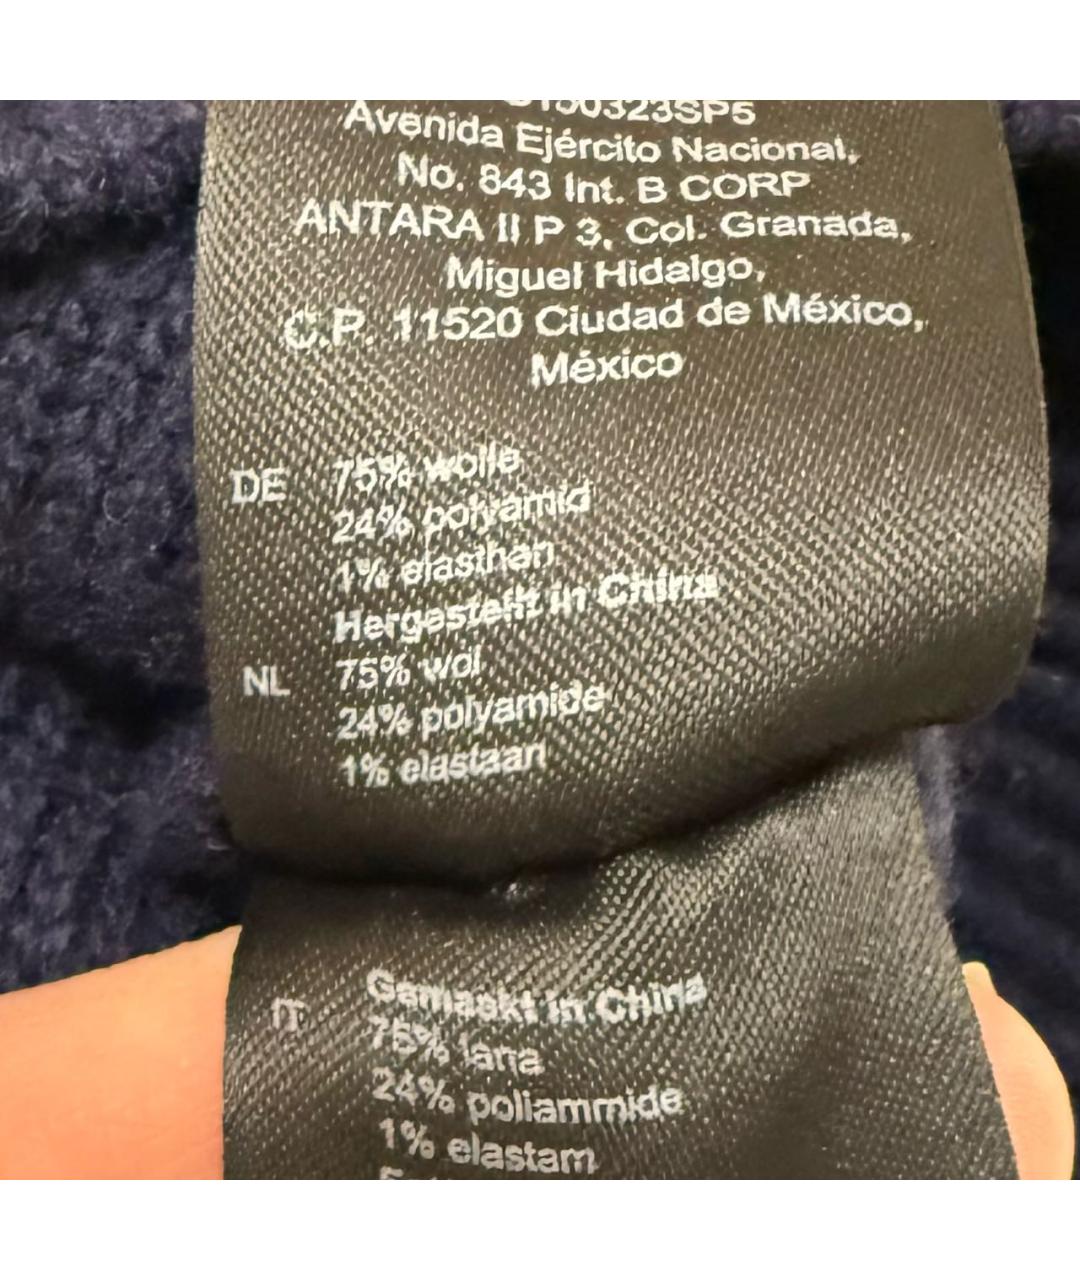 Avenida Ejército Nacional,
No. 843 Int. B CORP
ANTARA II P 3, Col. Granada,
Miguel Hidalgo,
C.P. 11520 Ciudad de México,
México
DE 75% wolle
24% polyamid
1% elasthan
Hergestellt in China
NL 75% wol
24% polyamide
1% elastaan
Gemaakt in China
IT 75% lana
24% poliammide
1% elastam